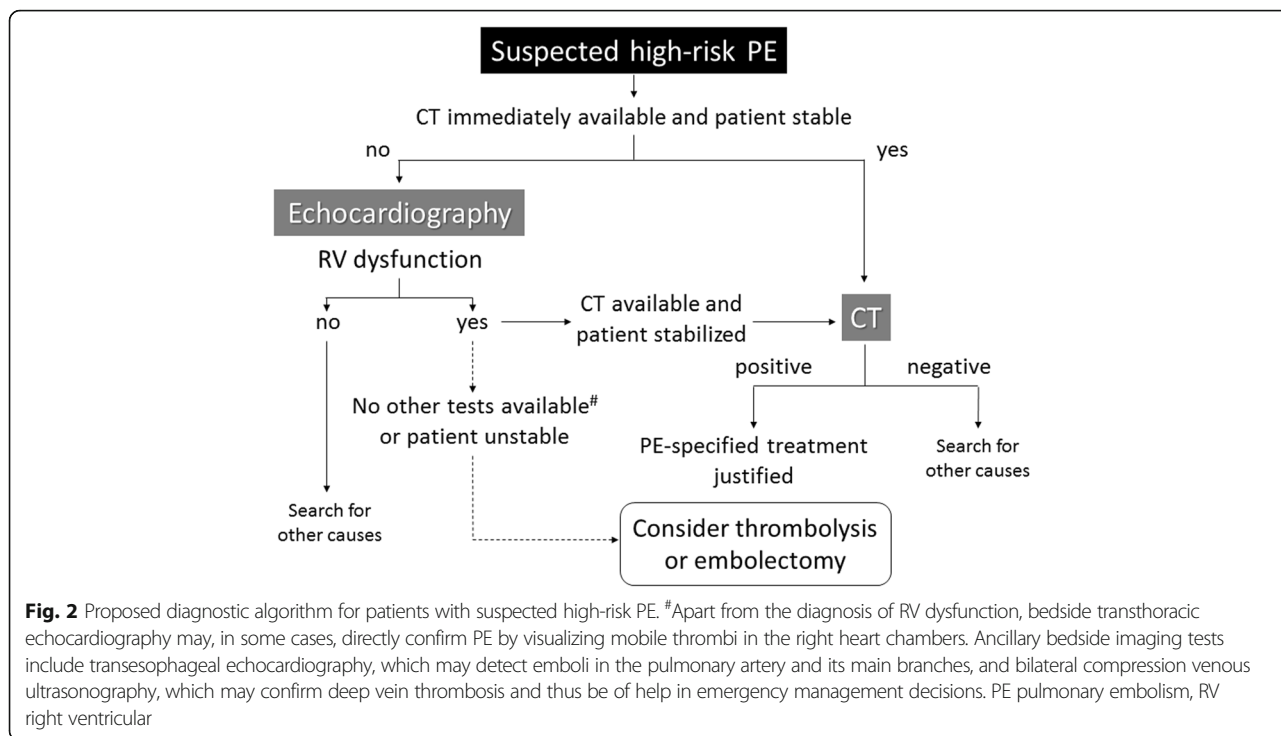 Suspected high-risk PE
CT immediately available and patient stable
no
yes
Echocardiography
RV dysfunction
no
yes
CT available and
patient stabilized
CT
positive
negative
No other tests available#
or patient unstable
PE-specified treatment
justified
Search for
other causes
Search for
other causes
Consider thrombolysis
or embolectomy
Fig. 2 Proposed diagnostic algorithm for patients with suspected high-risk PE. #Apart from the diagnosis of RV dysfunction, bedside transthoracic
echocardiography may, in some cases, directly confirm PE by visualizing mobile thrombi in the right heart chambers. Ancillary bedside imaging tests
include transesophageal echocardiography, which may detect emboli in the pulmonary artery and its main branches, and bilateral compression venous
ultrasonography, which may confirm deep vein thrombosis and thus be of help in emergency management decisions. PE pulmonary embolism, RV
right ventricular